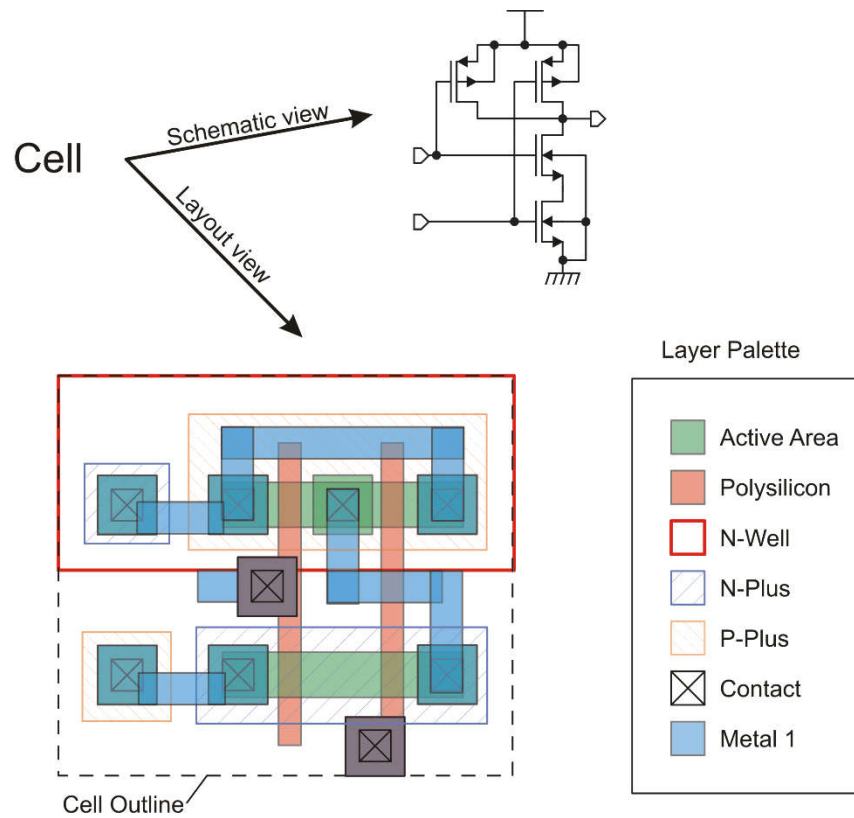 Schematic view
Cell
Layout view
Layer Palette
Active Area
Polysilicon
N-Well
N-Plus
P-Plus
Contact
Metal 1
Cell Outline